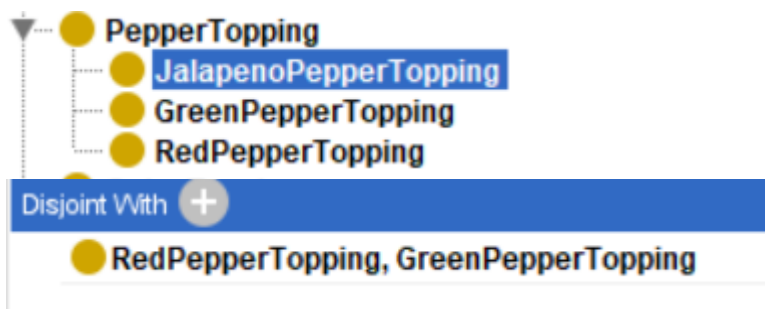 PepperTopping
JalapenoPepperTopping
GreenPepperTopping
RedPepperTopping
Disjoint With
RedPepperTopping, GreenPepperTopping